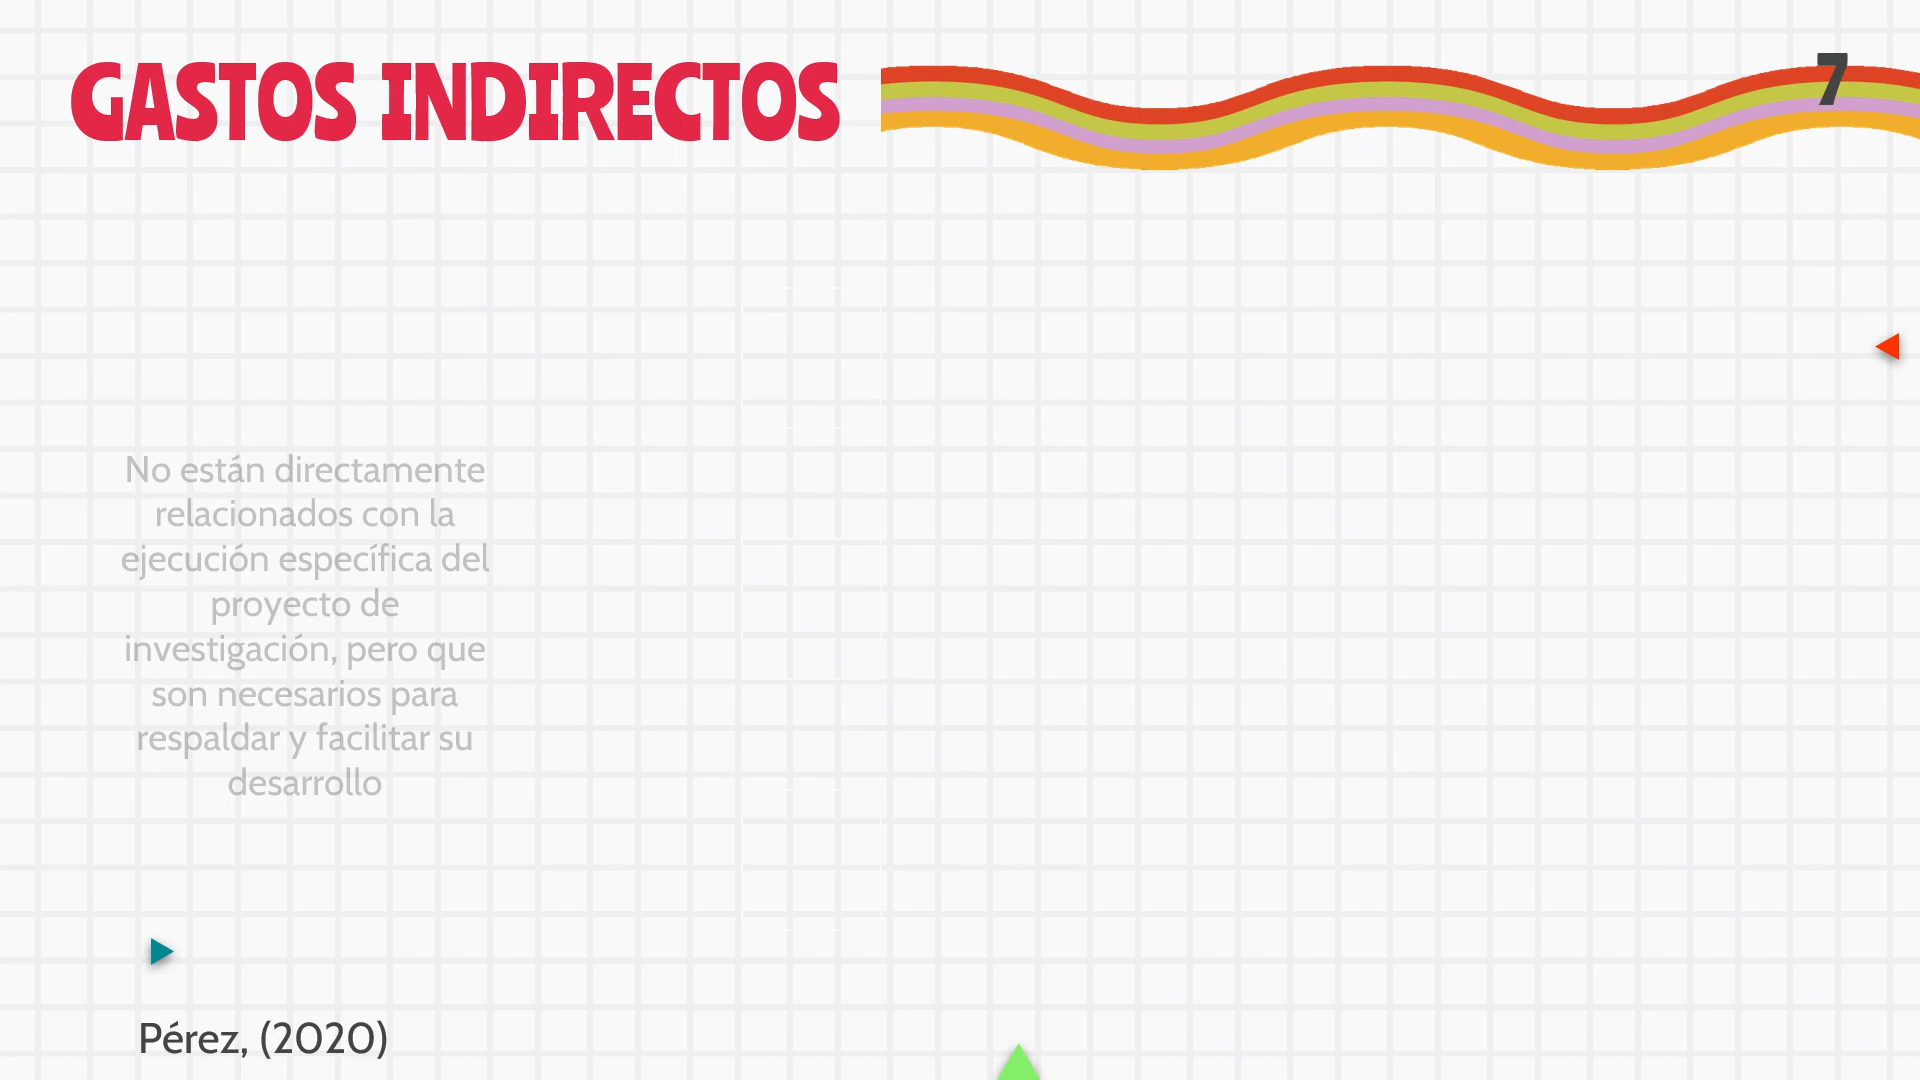 GASTOS INDIRECTOS
7
No están directamente
relacionados con la
ejecución específica del
proyecto de
investigación, pero que
son necesarios para
respaldar y facilitar su
desarrollo
Pérez, (2020)